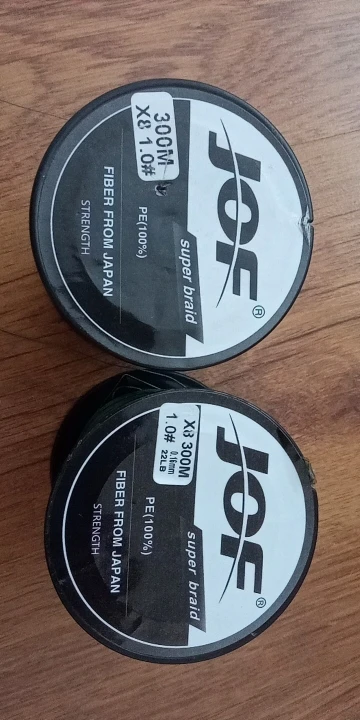 JOF®
super braid
300M
X8 1.0#
PE(100%)
FIBER FROM JAPAN
STRENGTH
JOF®
super braid
X8 300M
1.0# 0.16mm
22LB
PE(100%)
FIBER FROM JAPAN
STRENGTH